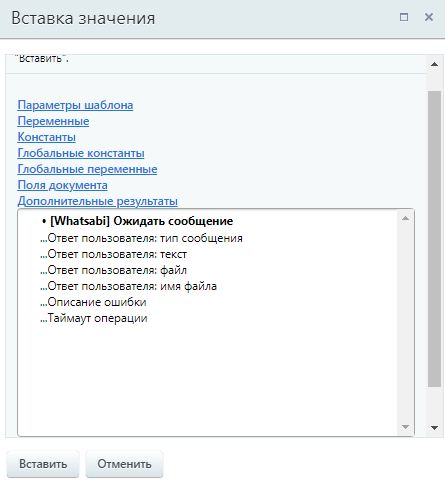 Вставка значения
"Вставить".
Параметры шаблона
Переменные
Константы
Глобальные константы
Глобальные переменные
Поля документа
Дополнительные результаты
• [Whatsabi] Ожидать сообщение
...Ответ пользователя: тип сообщения
...Ответ пользователя: текст
...Ответ пользователя: файл
...Ответ пользователя: имя файла
...Описание ошибки
...Таймаут операции
Вставить Отменить